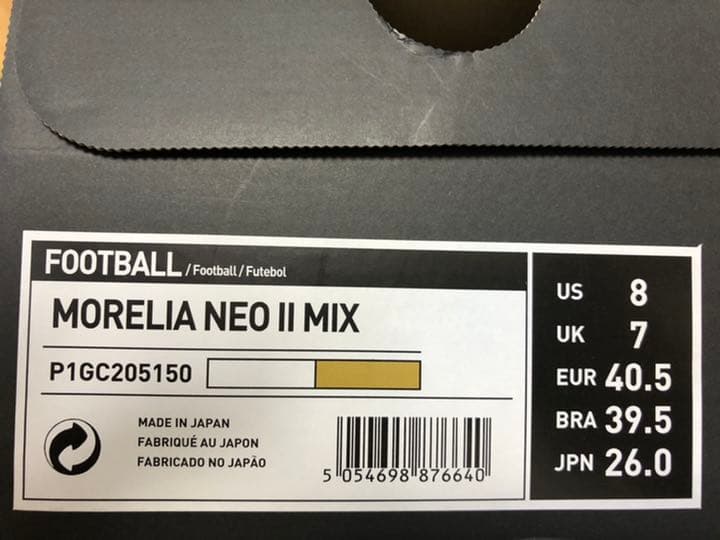 FOOTBALL / Football / Futebol
MORELIA NEO II MIX
P1GC205150
MADE IN JAPAN
FABRIQUÉ AU JAPON
FABRICADO NO JAPÃO
5 054698 876640
US 8
UK 7
EUR 40.5
BRA 39.5
JPN 26.0